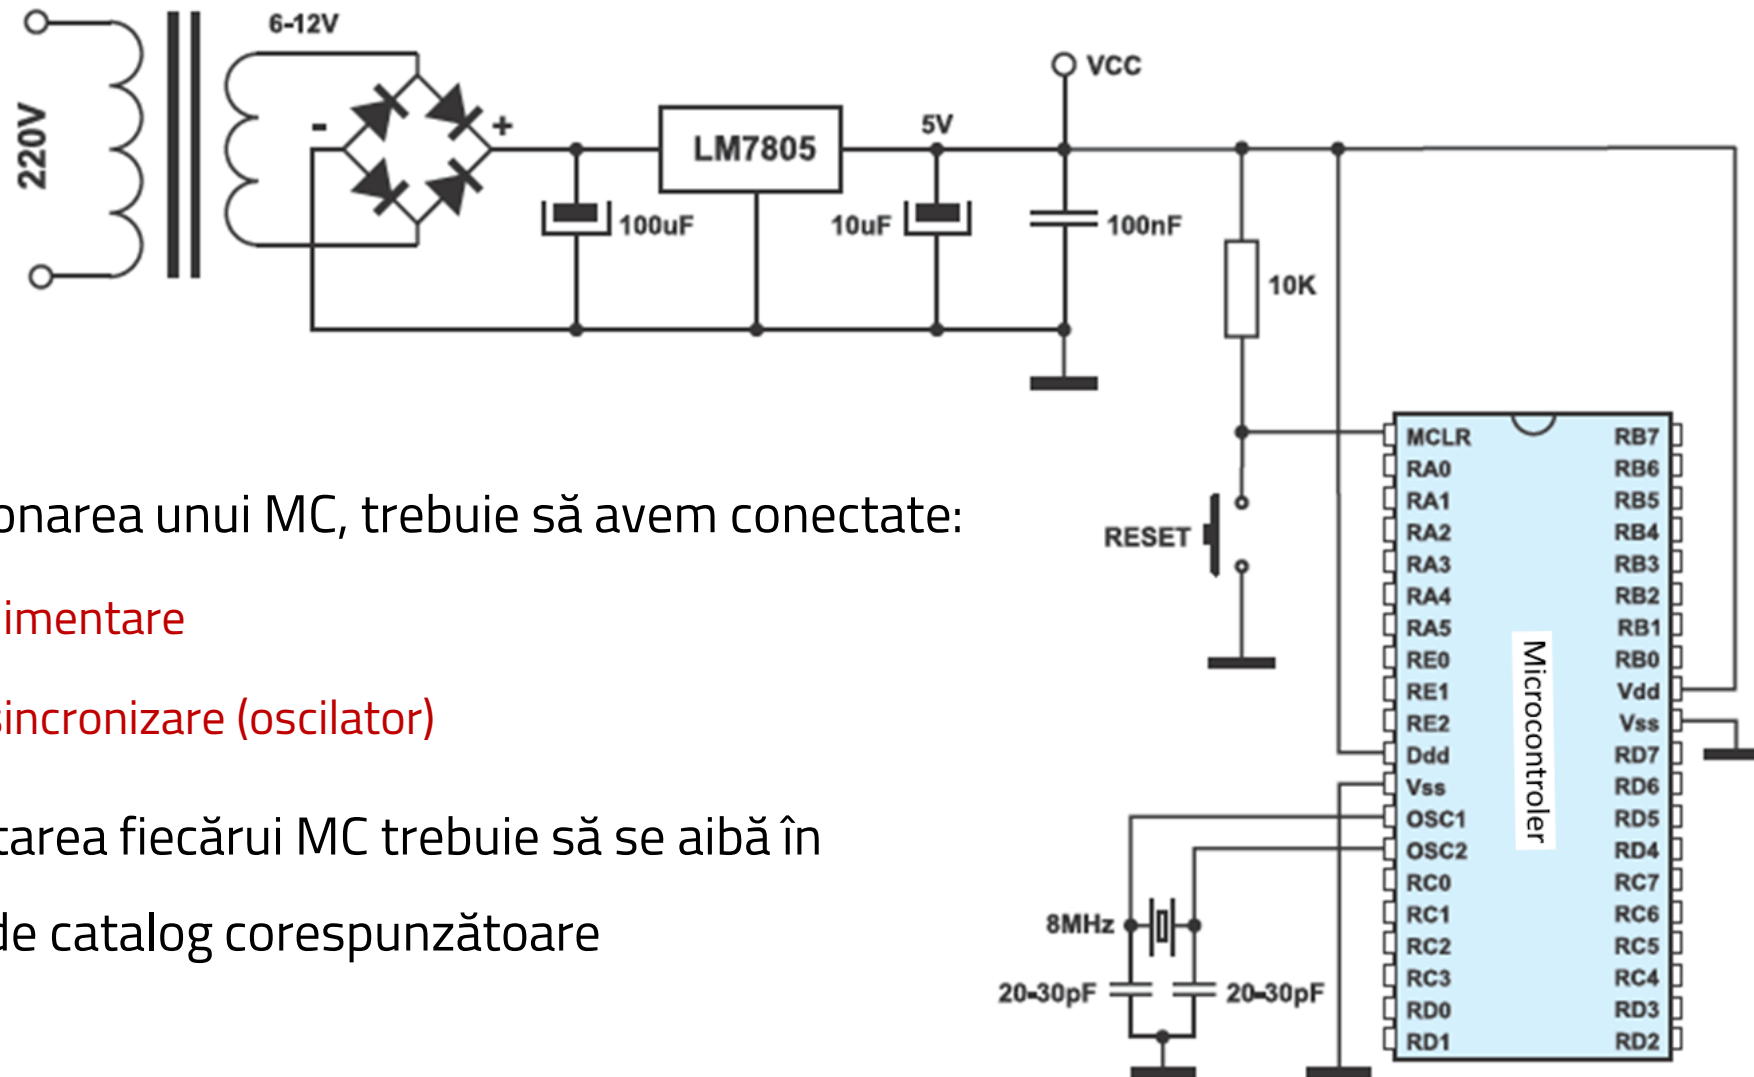 6-12V
220V
-
+
LM7805
5V
VCC
100uF
10uF
100nF
10K
onarea unui MC, trebuie să avem conectate:
imentare
sincronizare (oscilator)
tarea fiecărui MC trebuie să se aibă în
de catalog corespunzătoare
RESET
8MHz
20-30pF
20-30pF
Microcontroler
MCLR
RA0
RA1
RA2
RA3
RA4
RA5
RE0
RE1
RE2
Ddd
Vss
OSC1
OSC2
RC0
RC1
RC2
RC3
RD0
RD1
RB7
RB6
RB5
RB4
RB3
RB2
RB1
RB0
Vdd
Vss
RD7
RD6
RD5
RD4
RC7
RC6
RC5
RC4
RD3
RD2